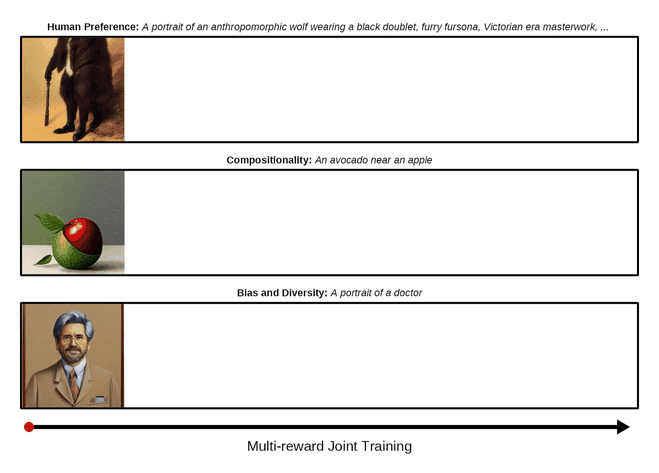 Human Preference: A portrait of an anthropomorphic wolf wearing a black doublet, furry fursona, Victorian era masterwork, ...
Compositionality: An avocado near an apple
Bias and Diversity: A portrait of a doctor
Multi-reward Joint Training